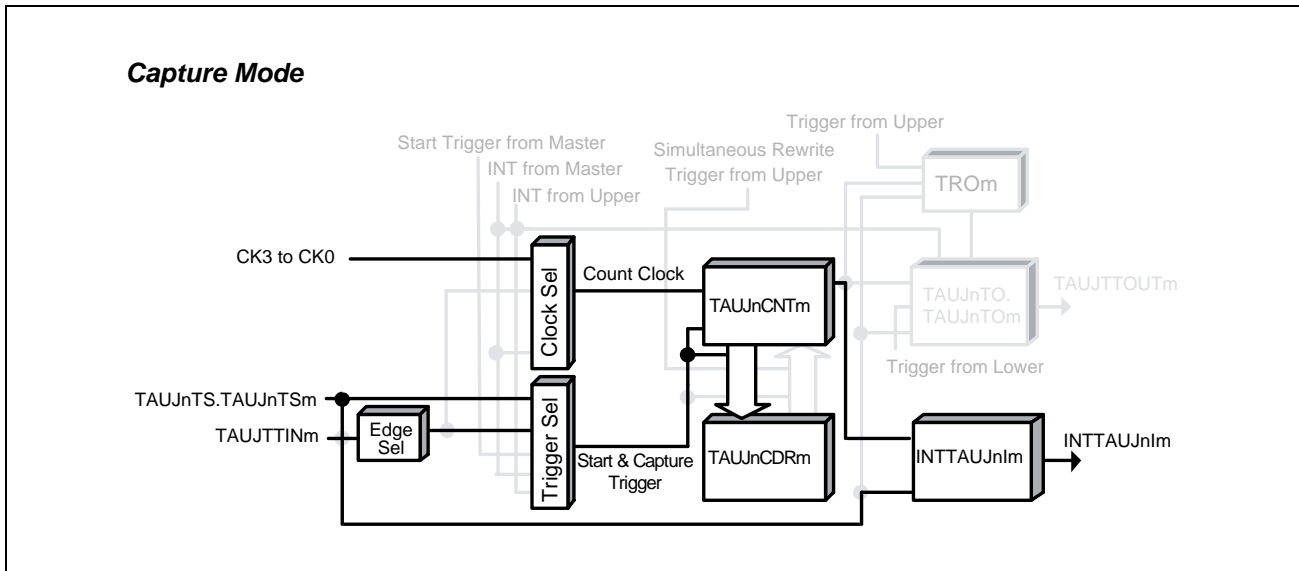 Capture Mode
Trigger from Upper
Start Trigger from Master
Simultaneous Rewrite
Trigger from Upper
INT from Master
INT from Upper
TROm
CK3 to CK0
Clock Sel
Count Clock
TAUJnCNTm
TAUJnTO.
TAUJnTOm
TAUJTTOUTm
Trigger from Lower
TAUJnTS.TAUJnTSm
TAUJTTINm
Edge
Sel
Trigger Sel
Start & Capture
Trigger
TAUJnCDRm
INTTAUJnIm
INTTAUJnIm